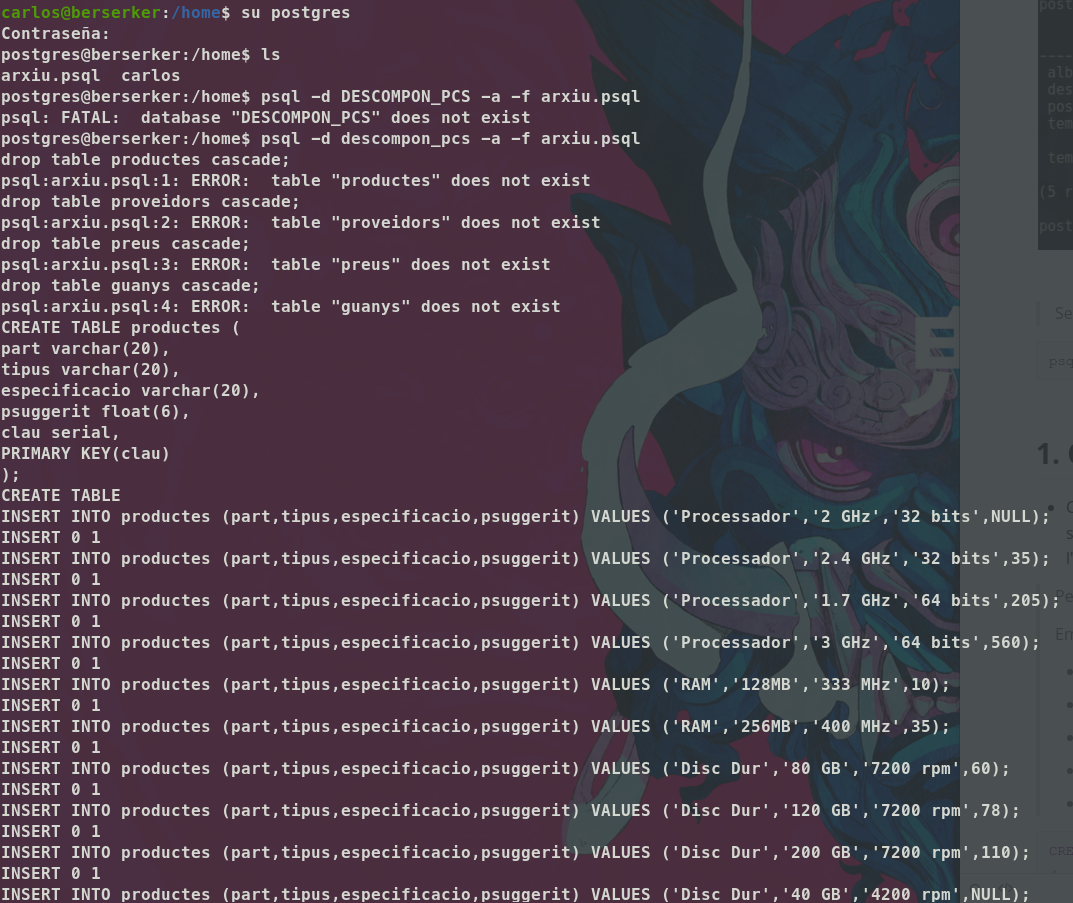 carlos@berserker:/home$ su postgres
Contraseña:
postgres@berserker:/home$ ls
arxiu.psql  carlos
postgres@berserker:/home$ psql -d DESCOMPON_PCS -a -f arxiu.psql
psql: FATAL:  database "DESCOMPON_PCS" does not exist
postgres@berserker:/home$ psql -d descompon_pcs -a -f arxiu.psql
drop table productes cascade;
psql:arxiu.psql:1: ERROR:  table "productes" does not exist
drop table proveidors cascade;
psql:arxiu.psql:2: ERROR:  table "proveidors" does not exist
drop table preus cascade;
psql:arxiu.psql:3: ERROR:  table "preus" does not exist
drop table guanys cascade;
psql:arxiu.psql:4: ERROR:  table "guanys" does not exist
CREATE TABLE productes (
part varchar(20),
tipus varchar(20),
especificacio varchar(20),
psuggerit float(6),
clau serial,
PRIMARY KEY(clau)
);
CREATE TABLE
INSERT INTO productes (part,tipus,especificacio,psuggerit) VALUES ('Processador','2 GHz','32 bits',NULL);
INSERT 0 1
INSERT INTO productes (part,tipus,especificacio,psuggerit) VALUES ('Processador','2.4 GHz','32 bits',35);
INSERT 0 1
INSERT INTO productes (part,tipus,especificacio,psuggerit) VALUES ('Processador','1.7 GHz','64 bits',205);
INSERT 0 1
INSERT INTO productes (part,tipus,especificacio,psuggerit) VALUES ('Processador','3 GHz','64 bits',560);
INSERT 0 1
INSERT INTO productes (part,tipus,especificacio,psuggerit) VALUES ('RAM','128MB','333 MHz',10);
INSERT 0 1
INSERT INTO productes (part,tipus,especificacio,psuggerit) VALUES ('RAM','256MB','400 MHz',35);
INSERT 0 1
INSERT INTO productes (part,tipus,especificacio,psuggerit) VALUES ('Disc Dur','80 GB','7200 rpm',60);
INSERT 0 1
INSERT INTO productes (part,tipus,especificacio,psuggerit) VALUES ('Disc Dur','120 GB','7200 rpm',78);
INSERT 0 1
INSERT INTO productes (part,tipus,especificacio,psuggerit) VALUES ('Disc Dur','200 GB','7200 rpm',110);
INSERT 0 1
INSERT INTO productes (part,tipus,especificacio,psuggerit) VALUES ('Disc Dur','40 GB','4200 rpm',NULL);